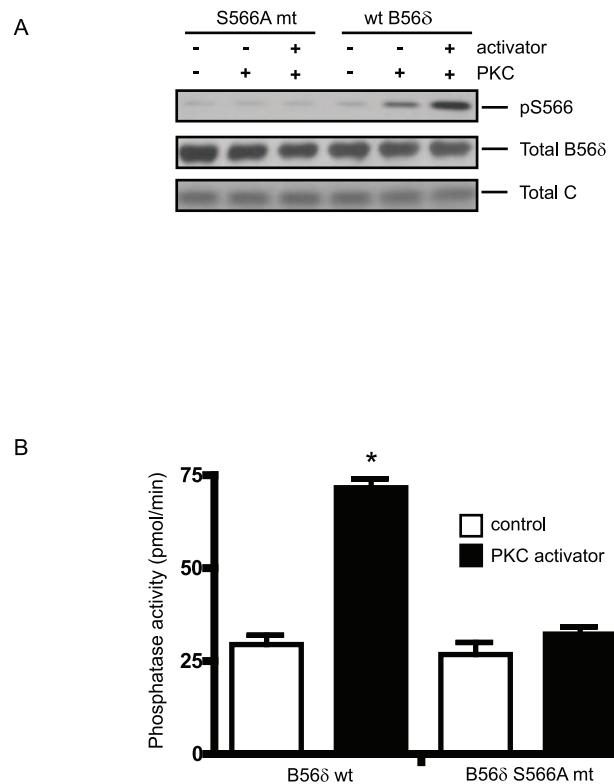 A
S566A mt wt B56δ
- - + - - + activator
- + + - + + PKC
pS566
Total B56δ
Total C
B
Phosphatase activity (pmol/min)
75
50
25
0
*
control
PKC activator
B56δ wt B56δ S566A mt